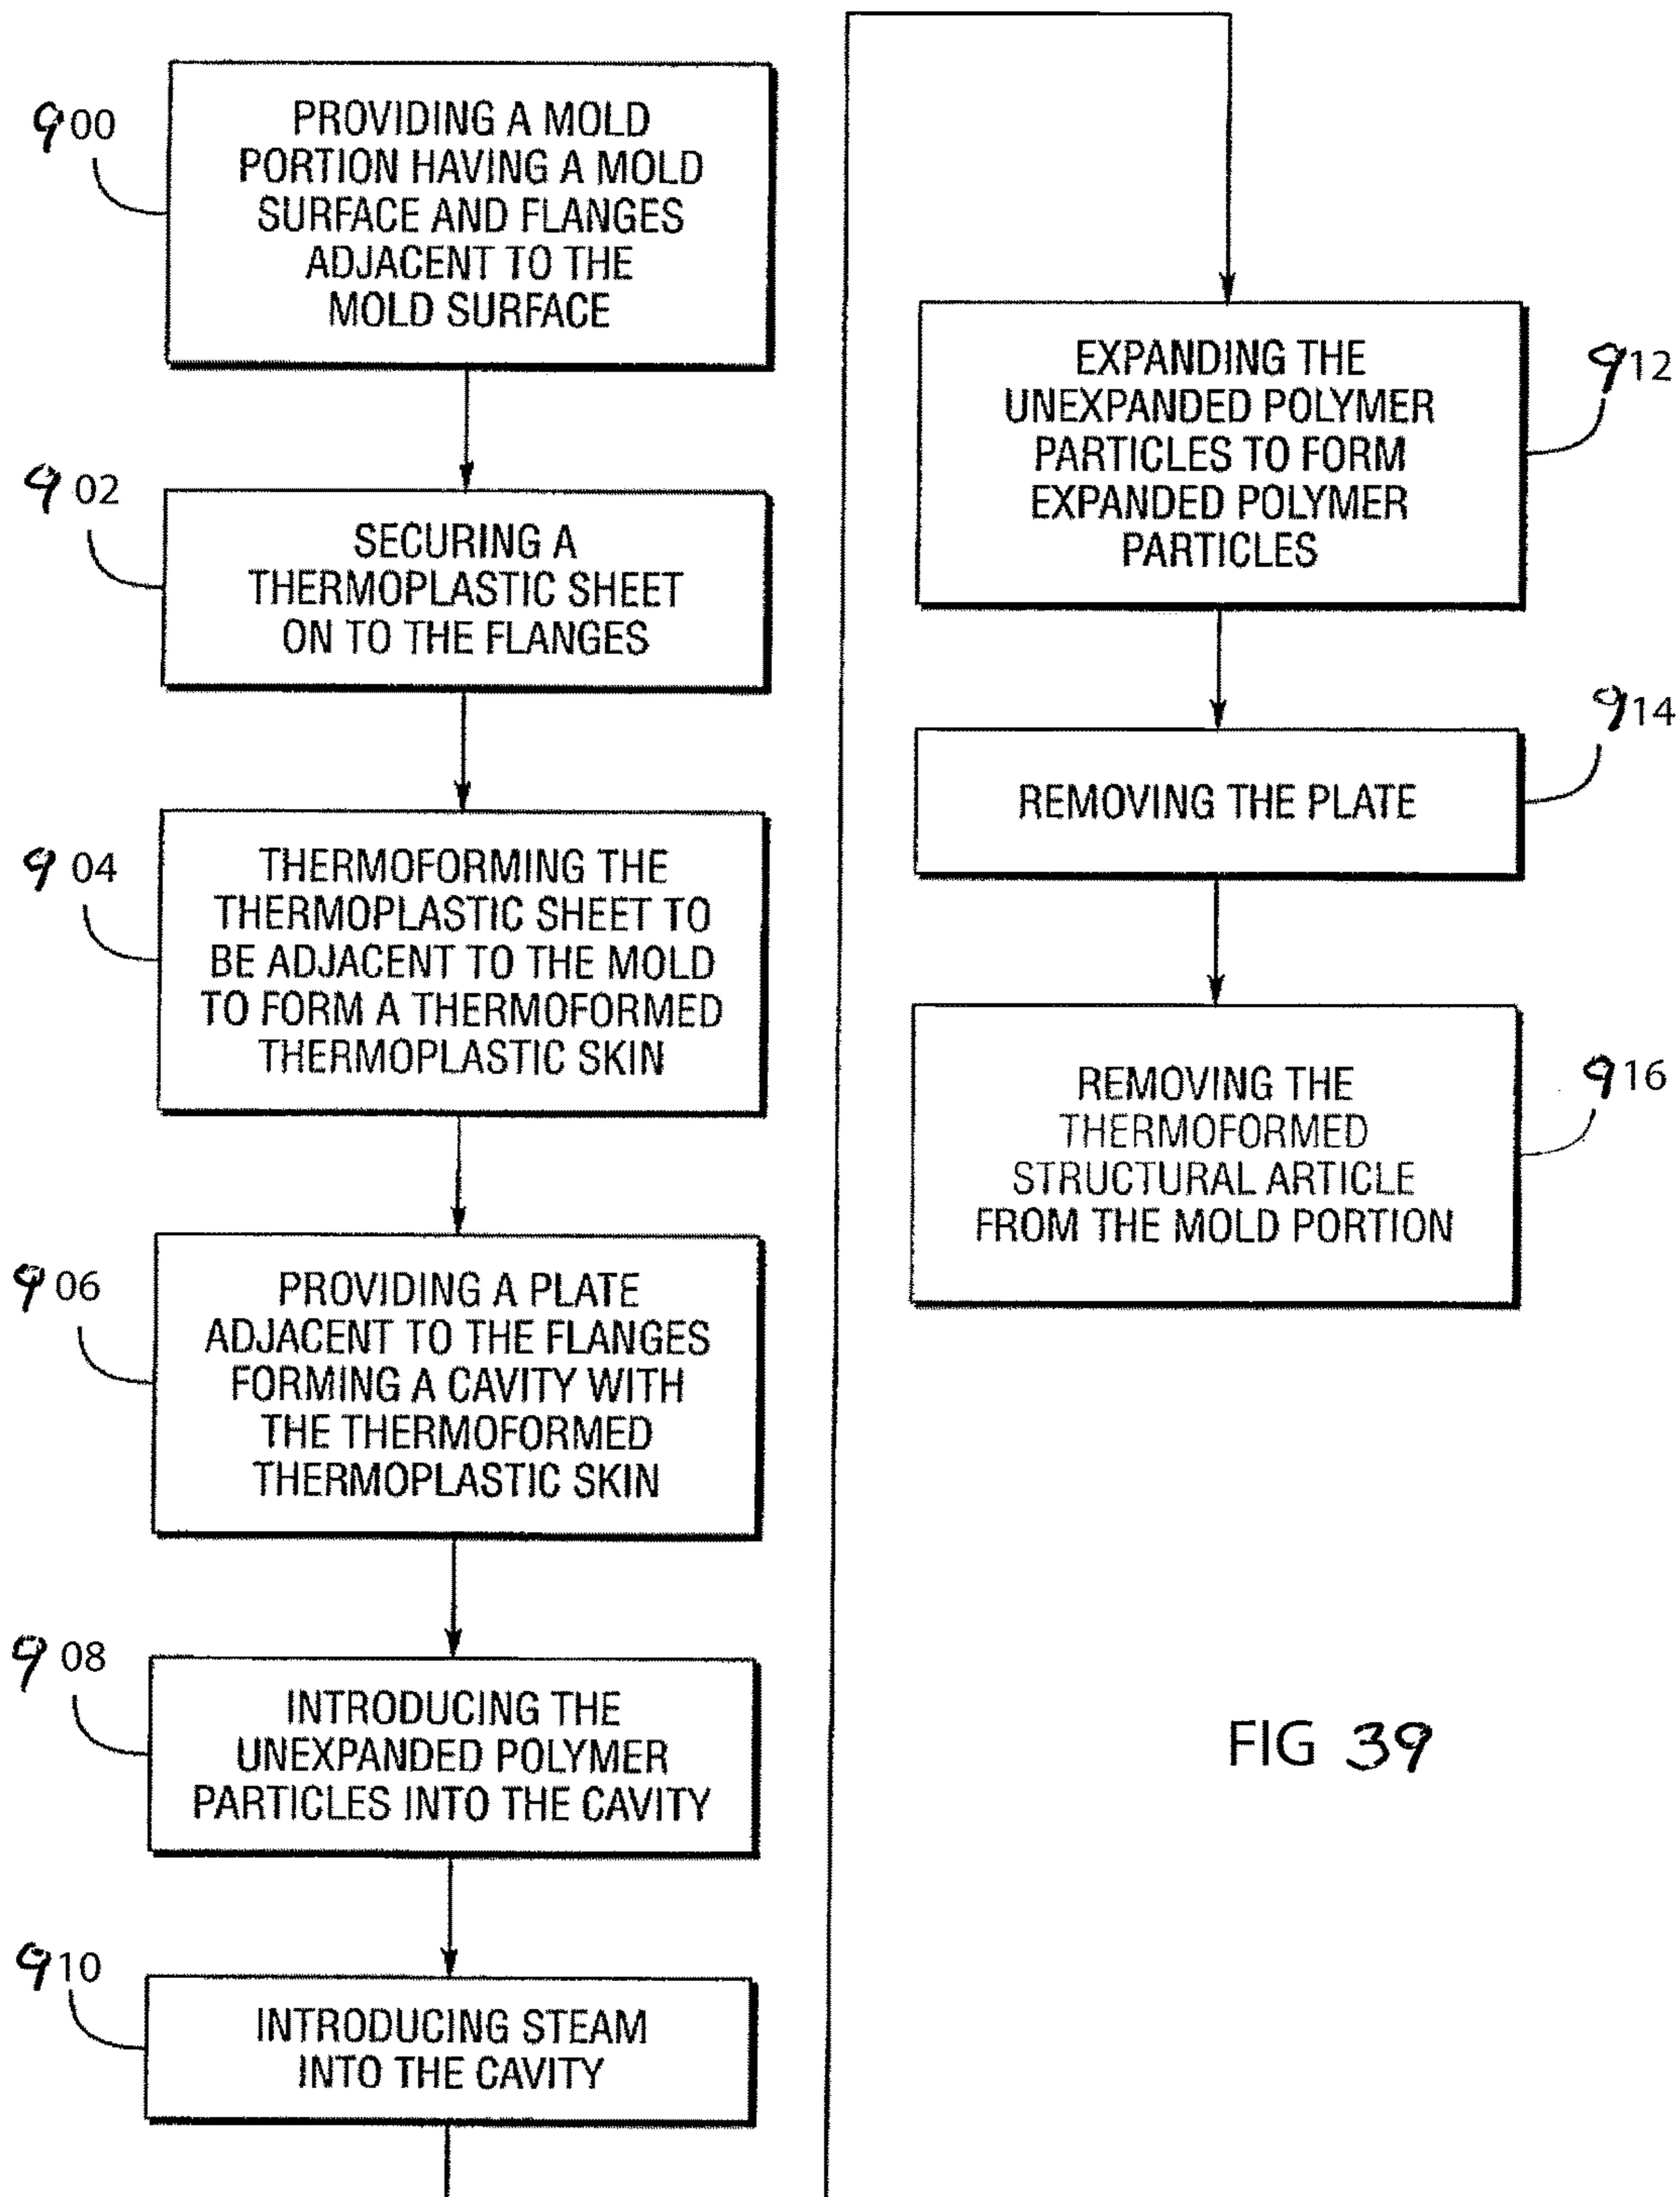 900
PROVIDING A MOLD
PORTION HAVING A MOLD
SURFACE AND FLANGES
ADJACENT TO THE
MOLD SURFACE
902
SECURING A
THERMOPLASTIC SHEET
ON TO THE FLANGES
904
THERMOFORMING THE
THERMOPLASTIC SHEET TO
BE ADJACENT TO THE MOLD
TO FORM A THERMOFORMED
THERMOPLASTIC SKIN
906
PROVIDING A PLATE
ADJACENT TO THE FLANGES
FORMING A CAVITY WITH
THE THERMOFORMED
THERMOPLASTIC SKIN
908
INTRODUCING THE
UNEXPANDED POLYMER
PARTICLES INTO THE CAVITY
910
INTRODUCING STEAM
INTO THE CAVITY
912
EXPANDING THE
UNEXPANDED POLYMER
PARTICLES TO FORM
EXPANDED POLYMER
PARTICLES
914
REMOVING THE PLATE
916
REMOVING THE
THERMOFORMED
STRUCTURAL ARTICLE
FROM THE MOLD PORTION
FIG 39